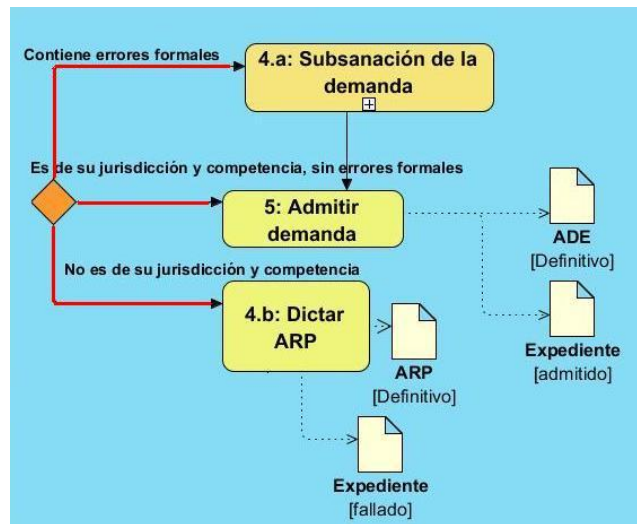 Contiene errores formales
4.a: Subsanación de la
demanda
Es de su jurisdicción y competencia, sin errores formales
5: Admitir
demanda
ADE
[Definitivo]
No es de su jurisdicción y competencia
4.b: Dictar
ARP
ARP
[Definitivo]
Expediente
[admitido]
Expediente
[fallado]